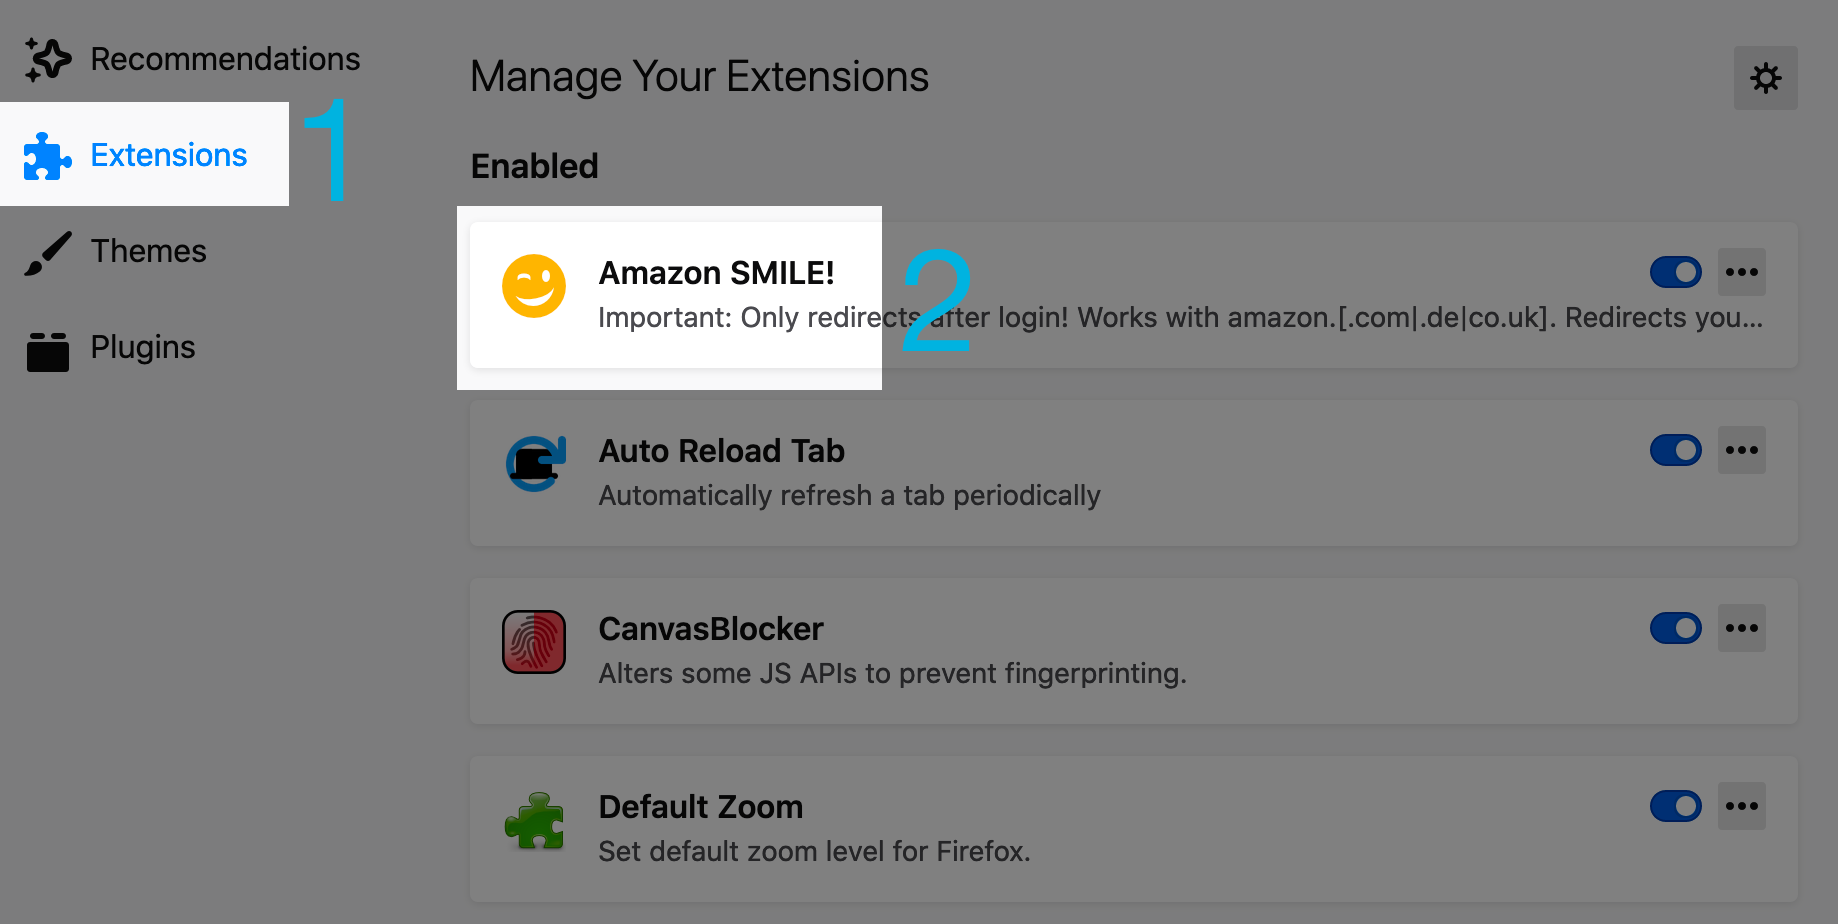 Recommendations
Extensions
1
Themes
Plugins
Manage Your Extensions
Enabled
Amazon SMILE!
2
Important: Only redirects after login! Works with amazon.[.com|.de|co.uk]. Redirects you...
Auto Reload Tab
Automatically refresh a tab periodically
CanvasBlocker
Alters some JS APIs to prevent fingerprinting.
Default Zoom
Set default zoom level for Firefox.